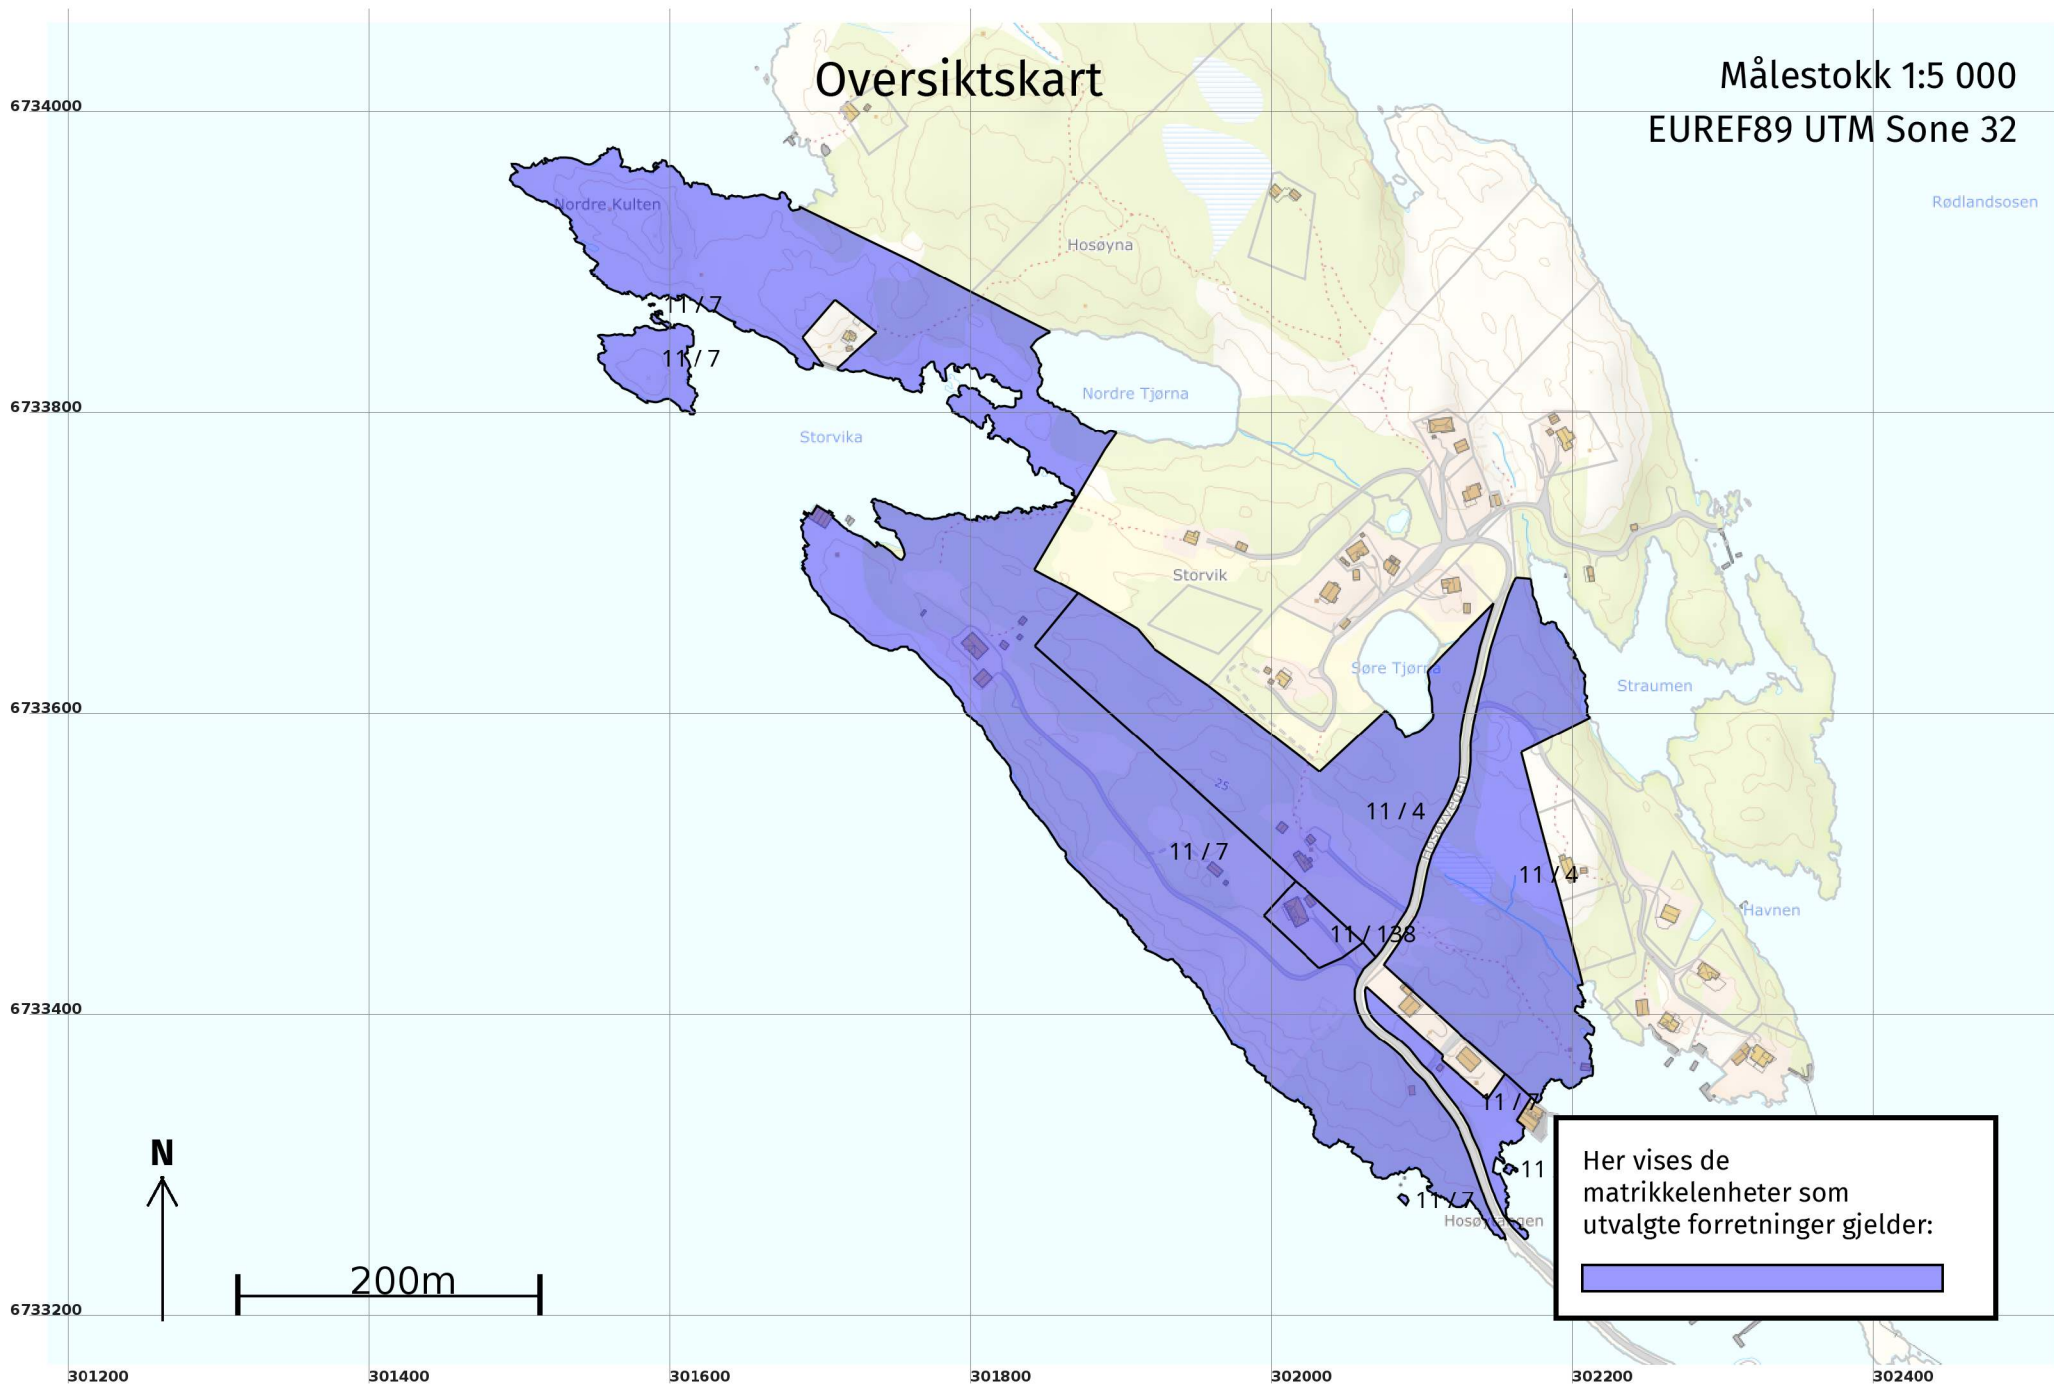 Oversiktskart
Målestokk 1:5 000
EUREF89 UTM Sone 32
6734000
Rødlandsosen
Nordre Kulten
Hosøyna
11 / 7
11 / 7
Nordre Tjørna
6733800
Storvika
Storvik
Søre Tjørna
Straumen
6733600
25
11 / 4
Hosøyvegen
11 / 7
11 / 4
Havnen
11 / 138
6733400
11 / 7
N
11
11 / 7
Hosøytangen
Her vises de
matrikkelenheter som
utvalgte forretninger gjelder:
200m
6733200
301200
301400
301600
301800
302000
302200
302400